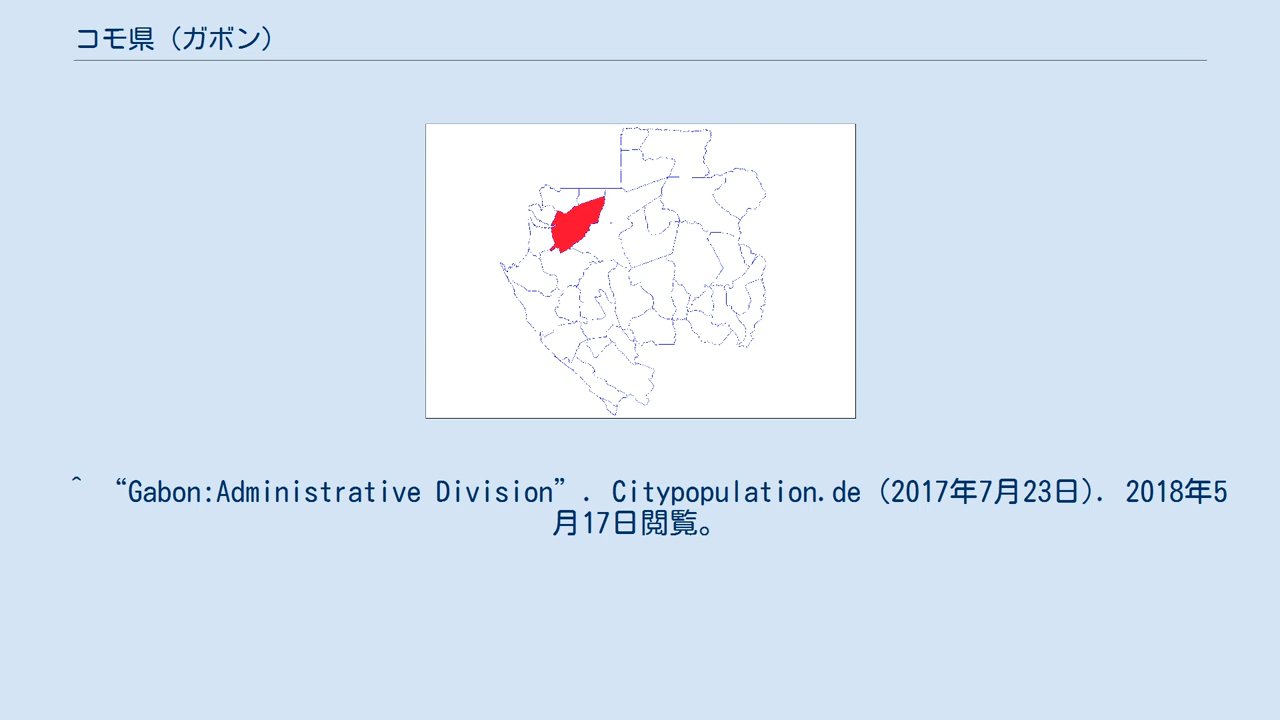 コモ県（ガボン）
^ “Gabon:Administrative Division”. Citypopulation.de (2017年7月23日). 2018年5
月17日閲覧。